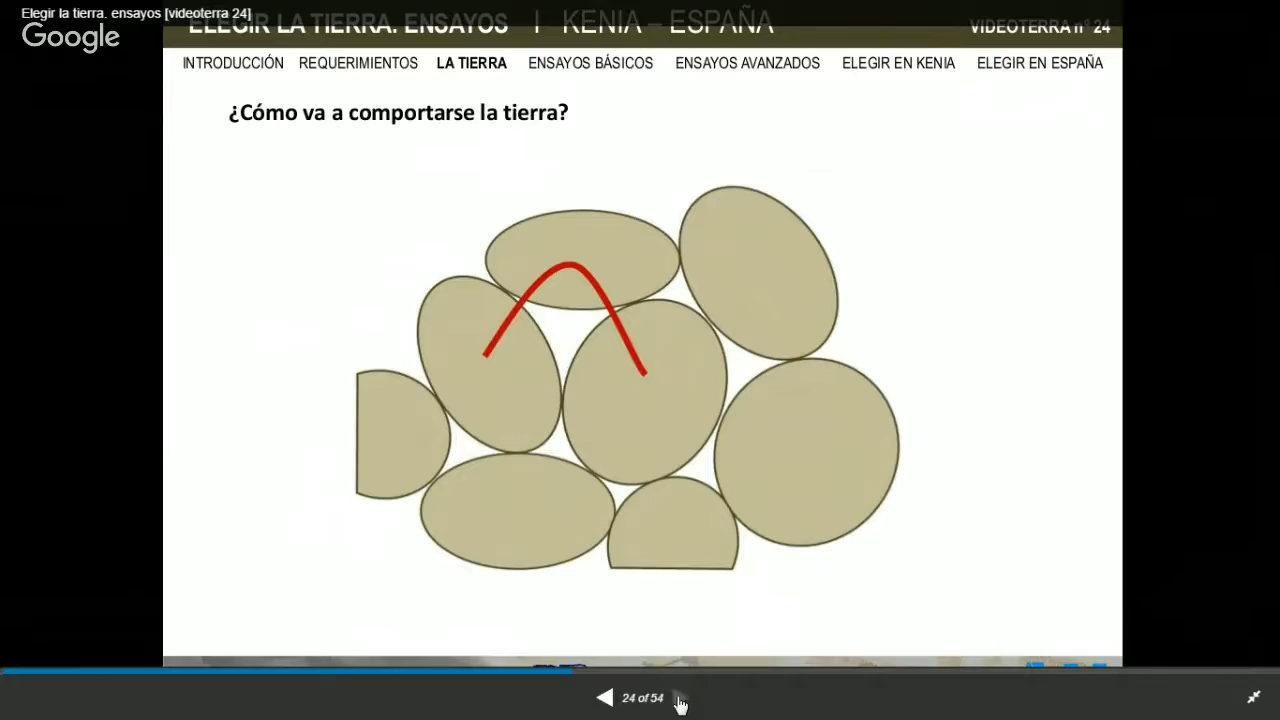 Elegir la tierra. ensayos [videoterra 24]
Google
ELEGIR LA TIERRA. ENSAYOS | KENIA – ESPAÑA VIDEOTERRA nº 24
INTRODUCCIÓN REQUERIMIENTOS LA TIERRA ENSAYOS BÁSICOS ENSAYOS AVANZADOS ELEGIR EN KENIA ELEGIR EN ESPAÑA
¿Cómo va a comportarse la tierra?
24 of 54